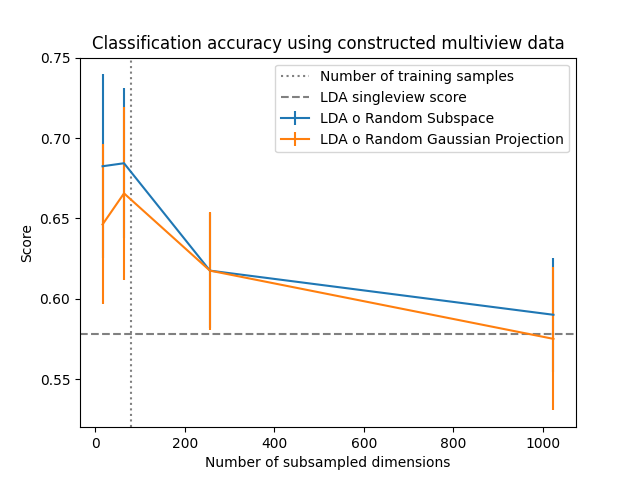 Classification accuracy using constructed multiview data
Number of training samples
LDA singleview score
LDA o Random Subspace
LDA o Random Gaussian Projection
Score
0.75
0.70
0.65
0.60
0.55
0 200 400 600 800 1000
Number of subsampled dimensions